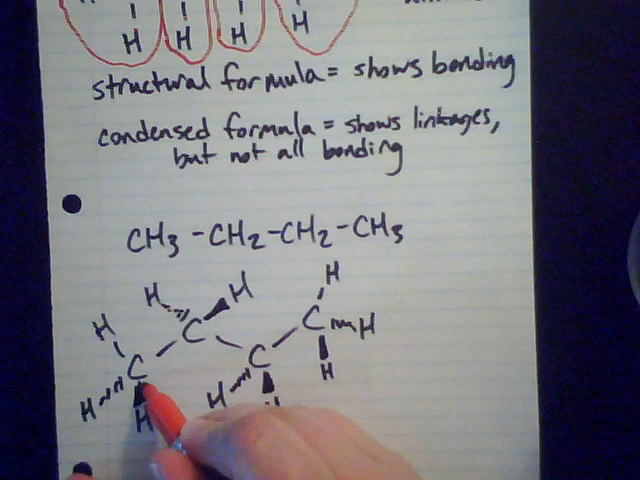 H H H H
structural formula = shows bonding
condensed formula = shows linkages,
but not all bonding
CH3 - CH2 - CH2 - CH3
H
H H
H C C H
C C H
H H
H